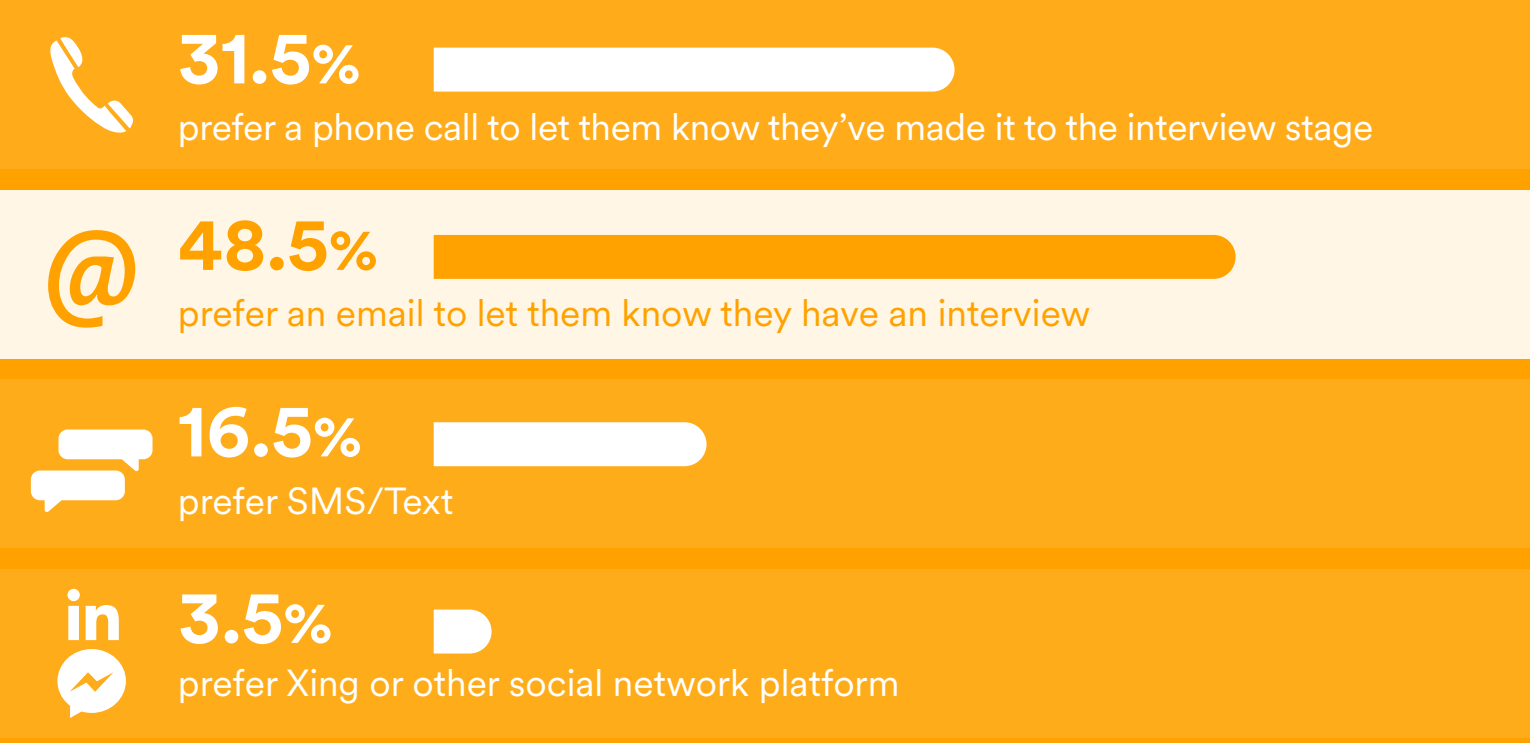 31.5%
prefer a phone call to let them know they’ve made it to the interview stage
@
48.5%
prefer an email to let them know they have an interview
16.5%
prefer SMS/Text
in
3.5%
prefer Xing or other social network platform